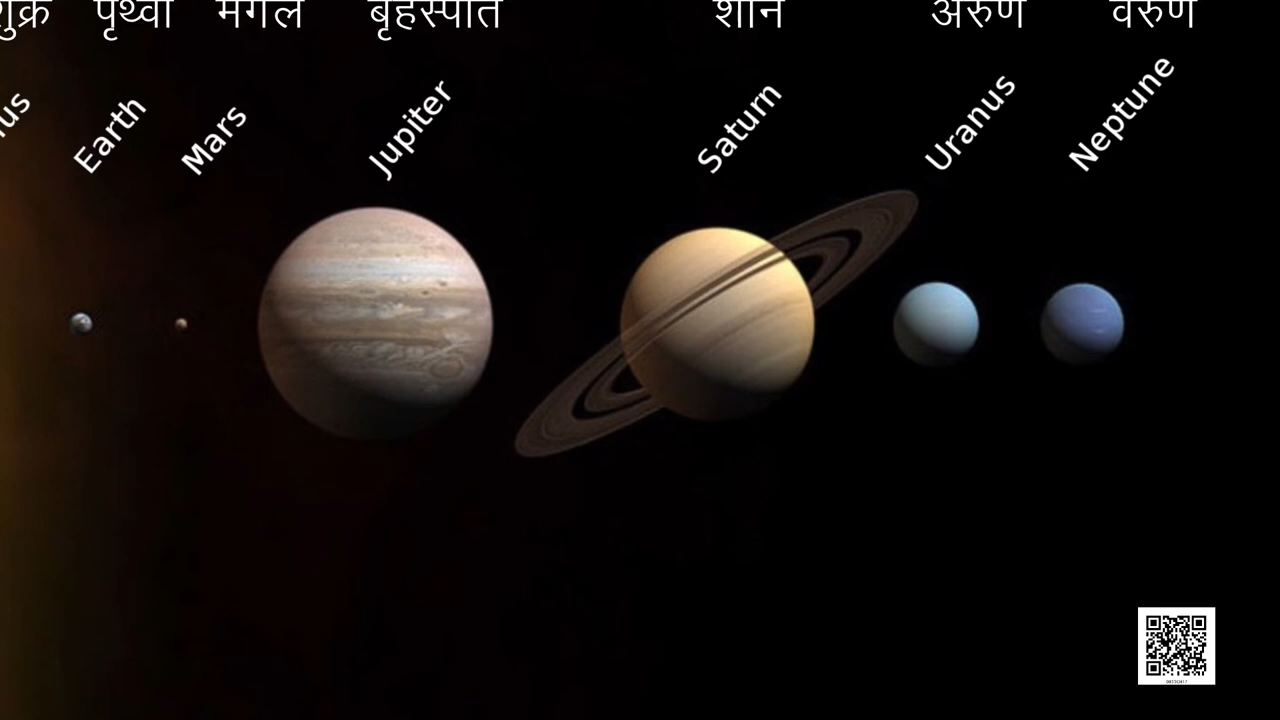 शुक्र पृथ्वी मंगल बृहस्पति शनि अरुण वरुण
Earth Mars Jupiter Saturn Uranus Neptune